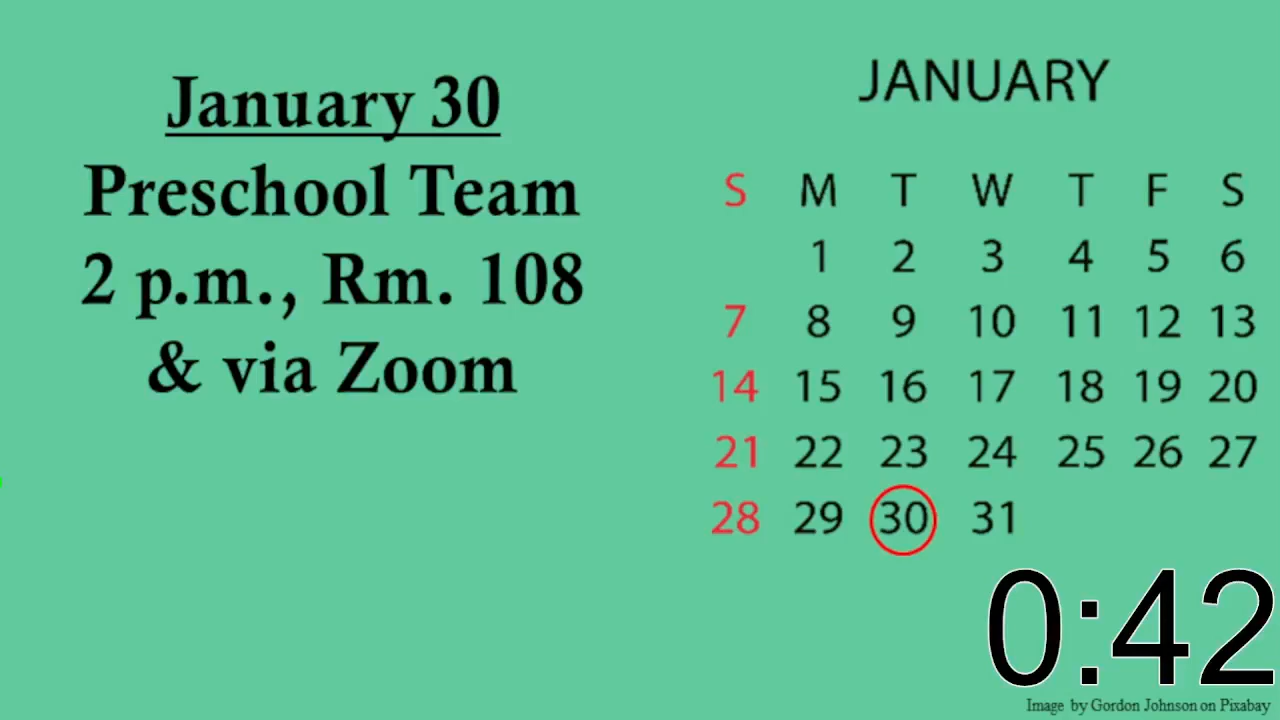 January 30
Preschool Team
2 p.m., Rm. 108
& via Zoom
JANUARY
S M T W T F S
1 2 3 4 5 6
7 8 9 10 11 12 13
14 15 16 17 18 19 20
21 22 23 24 25 26 27
28 29 30 31
0:42
Image by Gordon Johnson on Pixabay